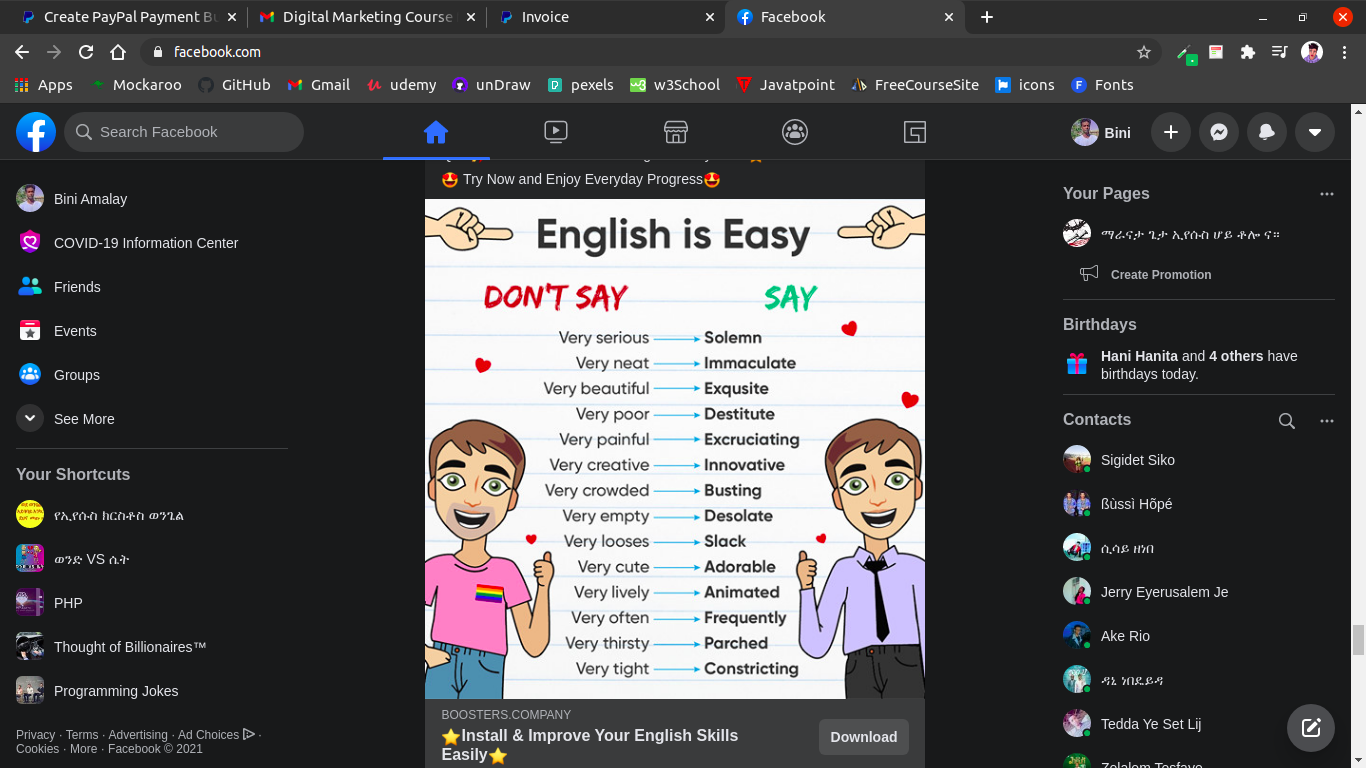 Create PayPal Payment Bu
Digital Marketing Course
Invoice
Facebook
facebook.com
Apps
Mockaroo
GitHub
Gmail
udemy
unDraw
pexels
w3School
Javatpoint
FreeCourseSite
icons
Fonts
Search Facebook
Bini
Bini Amalay
COVID-19 Information Center
Friends
Events
Groups
See More
Your Shortcuts
የኢየሱስ ክርስቶስ ወንጌል
ወንድ VS ሴት
PHP
Thought of Billionaires™
Programming Jokes
Privacy · Terms · Advertising · Ad Choices ·
Cookies · More · Facebook © 2021
Try Now and Enjoy Everyday Progress
English is Easy
DON'T SAY SAY
Very serious Solemn
Very neat Immaculate
Very beautiful Exqusite
Very poor Destitute
Very painful Excruciating
Very creative Innovative
Very crowded Busting
Very empty Desolate
Very looses Slack
Very cute Adorable
Very lively Animated
Very often Frequently
Very thirsty Parched
Very tight Constricting
BOOSTERS.COMPANY
Install & Improve Your English Skills
Easily
Download
Your Pages
ማራናታ ጌታ ኢየሱስ ሆይ ቶሎ ና።
Create Promotion
Birthdays
Hani Hanita and 4 others have
birthdays today.
Contacts
Sigidet Siko
ßùssì Hõpé
ሲሳይ ዘነበ
Jerry Eyerusalem Je
Ake Rio
ዳኒ ነበደይዳ
Tedda Ye Set Lij